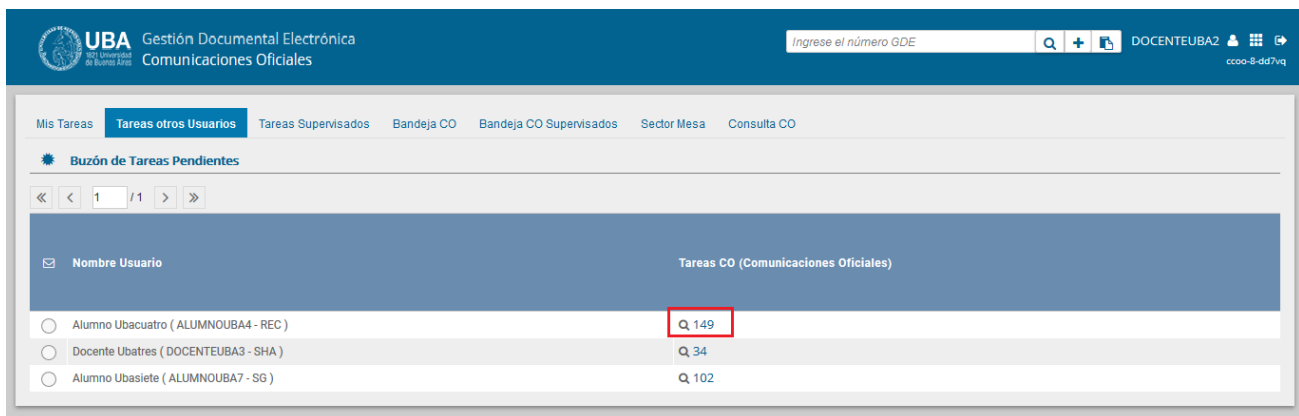 UBA
1821 Universidad
de Buenos Aires
Gestión Documental Electrónica
Comunicaciones Oficiales
Ingrese el número GDE
DOCENTEUBA2
ccoo-8-dd7vq
Mis Tareas Tareas otros Usuarios Tareas Supervisados Bandeja CO Bandeja CO Supervisados Sector Mesa Consulta CO
Buzón de Tareas Pendientes
1 / 1
Nombre Usuario Tareas CO (Comunicaciones Oficiales)
Alumno Ubacuatro ( ALUMNOUBA4 - REC ) 149
Docente Ubatres ( DOCENTEUBA3 - SHA ) 34
Alumno Ubasiete ( ALUMNOUBA7 - SG ) 102